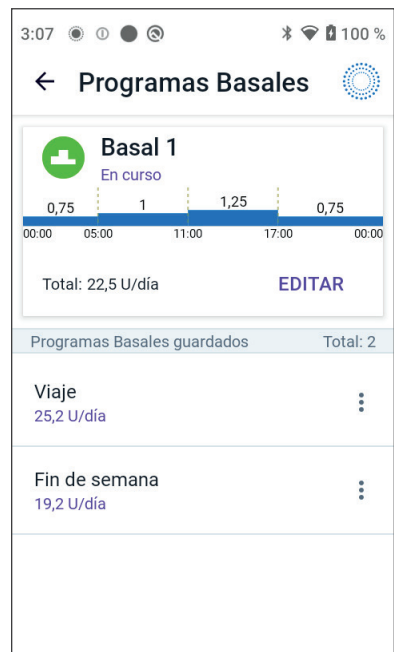 3:07 100 %
Programas Basales
Basal 1
En curso
0,75 1 1,25 0,75
00:00 05:00 11:00 17:00 00:00
Total: 22,5 U/día EDITAR
Programas Basales guardados Total: 2
Viaje
25,2 U/día
Fin de semana
19,2 U/día